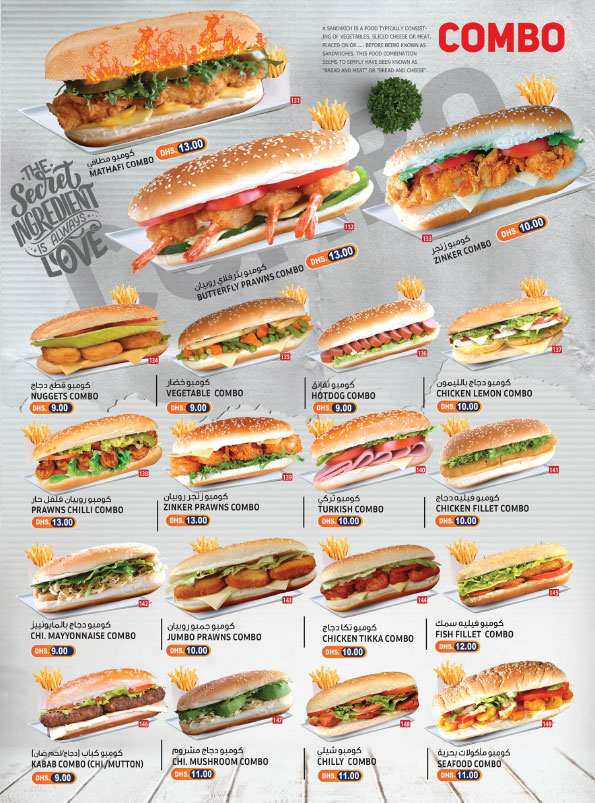 A SANDWICH IS A FOOD TYPICALLY CONSIST-
ING OF VEGETABLES, SLICED CHEESE OR MEAT,
PLACED ON OR ..... BEFORE BEING KNOWN AS
SANDWICHES, THIS FOOD COMBINATION
SEEMS TO SIMPLY HAVE BEEN KNOWN AS
"BREAD AND MEAT" OR "BREAD AND CHEESE".
COMBO
THE
Secret
INGREDIENT
IS ALWAYS
LOVE
131
كومبو مطافي
MATHAFI COMBO
DHS. 13.00
132
كومبو بترفلاي روبيان
BUTTERFLY PRAWNS COMBO
DHS. 13.00
133
كومبو زنجر
ZINKER COMBO
DHS. 10.00
134
كومبو قطع دجاج
NUGGETS COMBO
DHS. 9.00
135
كومبو خضار
VEGETABLE COMBO
DHS. 9.00
136
كومبو نقانق
HOTDOG COMBO
DHS. 9.00
137
كومبو دجاج بالليمون
CHICKEN LEMON COMBO
DHS. 10.00
138
كومبو روبيان فلفل حار
PRAWNS CHILLI COMBO
DHS. 13.00
139
كومبو زنجر روبيان
ZINKER PRAWNS COMBO
DHS. 13.00
140
كومبو تركي
TURKISH COMBO
DHS. 10.00
141
كومبو فيليه دجاج
CHICKEN FILLET COMBO
DHS. 10.00
142
كومبو دجاج بالمايونييز
CHI. MAYYONNAISE COMBO
DHS. 9.00
143
كومبو جمبو روبيان
JUMBO PRAWNS COMBO
DHS. 10.00
144
كومبو تكا دجاج
CHICKEN TIKKA COMBO
DHS. 10.00
145
كومبو فيليه سمك
FISH FILLET COMBO
DHS. 12.00
146
كومبو كباب (دجاج/لحم ضان)
KABAB COMBO (CHI./MUTTON)
DHS. 9.00
147
كومبو دجاج مشروم
CHI. MUSHROOM COMBO
DHS. 11.00
148
كومبو شيلي
CHILLY COMBO
DHS. 11.00
149
كومبو مأكولات بحرية
SEAFOOD COMBO
DHS. 11.00